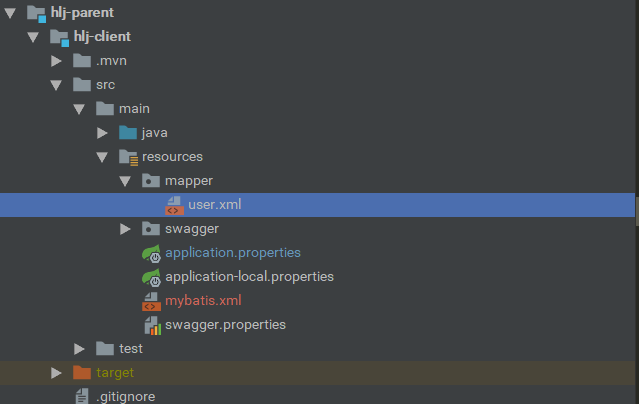 hlj-parent
hlj-client
.mvn
src
main
java
resources
mapper
user.xml
swagger
application.properties
application-local.properties
mybatis.xml
swagger.properties
test
target
.gitignore